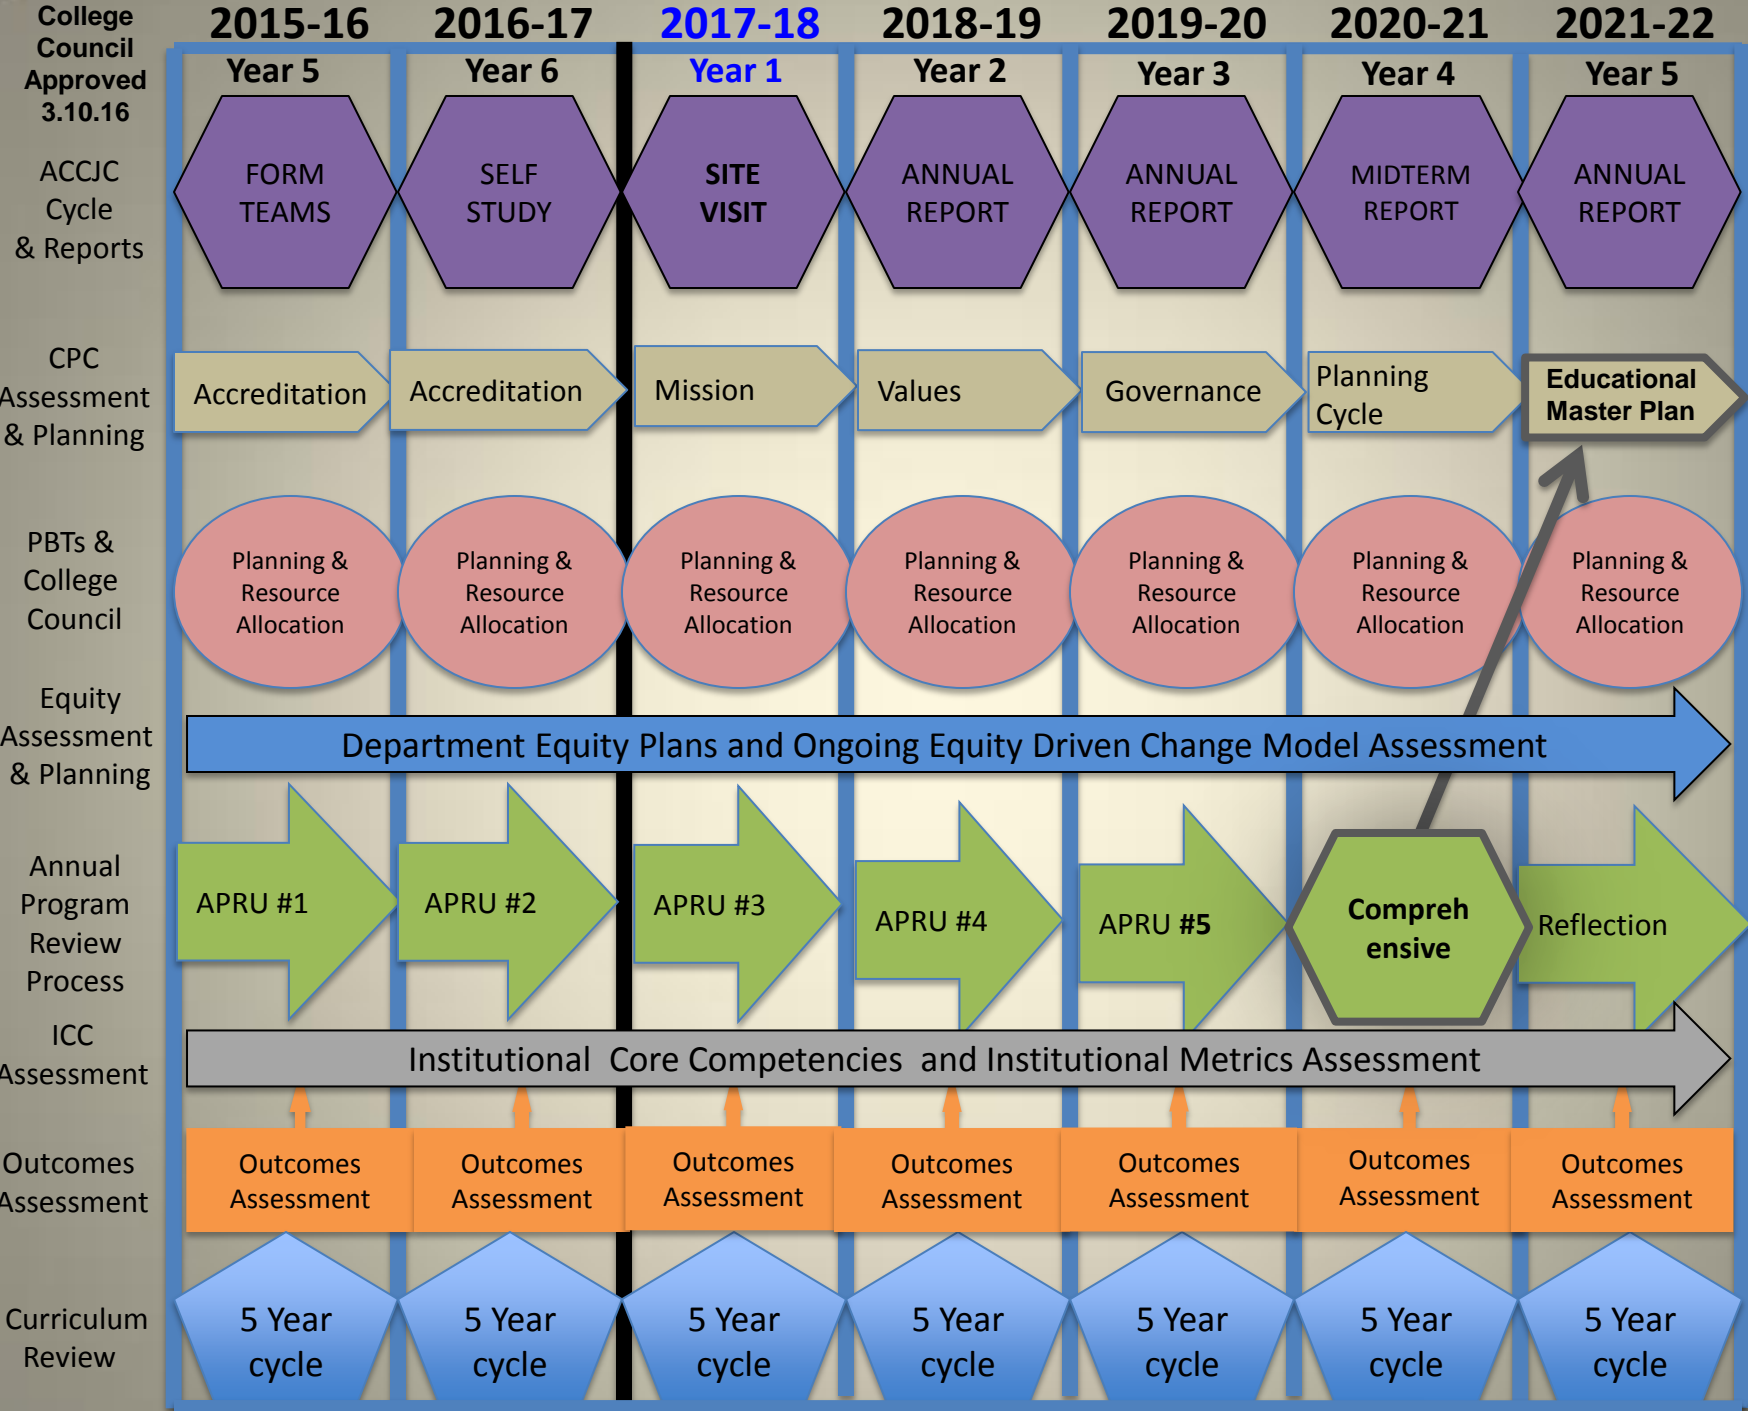 College
Council
Approved
3.10.16
2015-16
2016-17
2017-18
2018-19
2019-20
2020-21
2021-22
Year 5
Year 6
Year 1
Year 2
Year 3
Year 4
Year 5
ACCJC
Cycle
& Reports
FORM
TEAMS
SELF
STUDY
SITE
VISIT
ANNUAL
REPORT
ANNUAL
REPORT
MIDTERM
REPORT
ANNUAL
REPORT
CPC
Assessment
& Planning
Accreditation
Accreditation
Mission
Values
Governance
Planning
Cycle
Educational
Master Plan
PBTs &
College
Council
Planning &
Resource
Allocation
Planning &
Resource
Allocation
Planning &
Resource
Allocation
Planning &
Resource
Allocation
Planning &
Resource
Allocation
Planning &
Resource
Allocation
Planning &
Resource
Allocation
Equity
Assessment
& Planning
Department Equity Plans and Ongoing Equity Driven Change Model Assessment
Annual
Program
Review
Process
APRU #1
APRU #2
APRU #3
APRU #4
APRU #5
Compreh
ensive
Reflection
ICC
Assessment
Institutional Core Competencies and Institutional Metrics Assessment
Outcomes
Assessment
Outcomes
Assessment
Outcomes
Assessment
Outcomes
Assessment
Outcomes
Assessment
Outcomes
Assessment
Outcomes
Assessment
Outcomes
Assessment
Curriculum
Review
5 Year
cycle
5 Year
cycle
5 Year
cycle
5 Year
cycle
5 Year
cycle
5 Year
cycle
5 Year
cycle